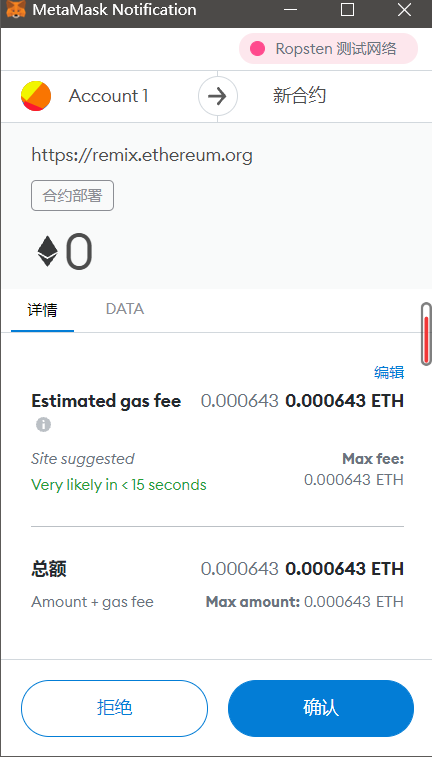 MetaMask Notification
Ropsten 测试网络
Account 1
新合约
https://remix.ethereum.org
合约部署
0
详情
DATA
编辑
Estimated gas fee 0.000643 0.000643 ETH
Site suggested Max fee:
Very likely in < 15 seconds 0.000643 ETH
总额 0.000643 0.000643 ETH
Amount + gas fee Max amount: 0.000643 ETH
拒绝
确认